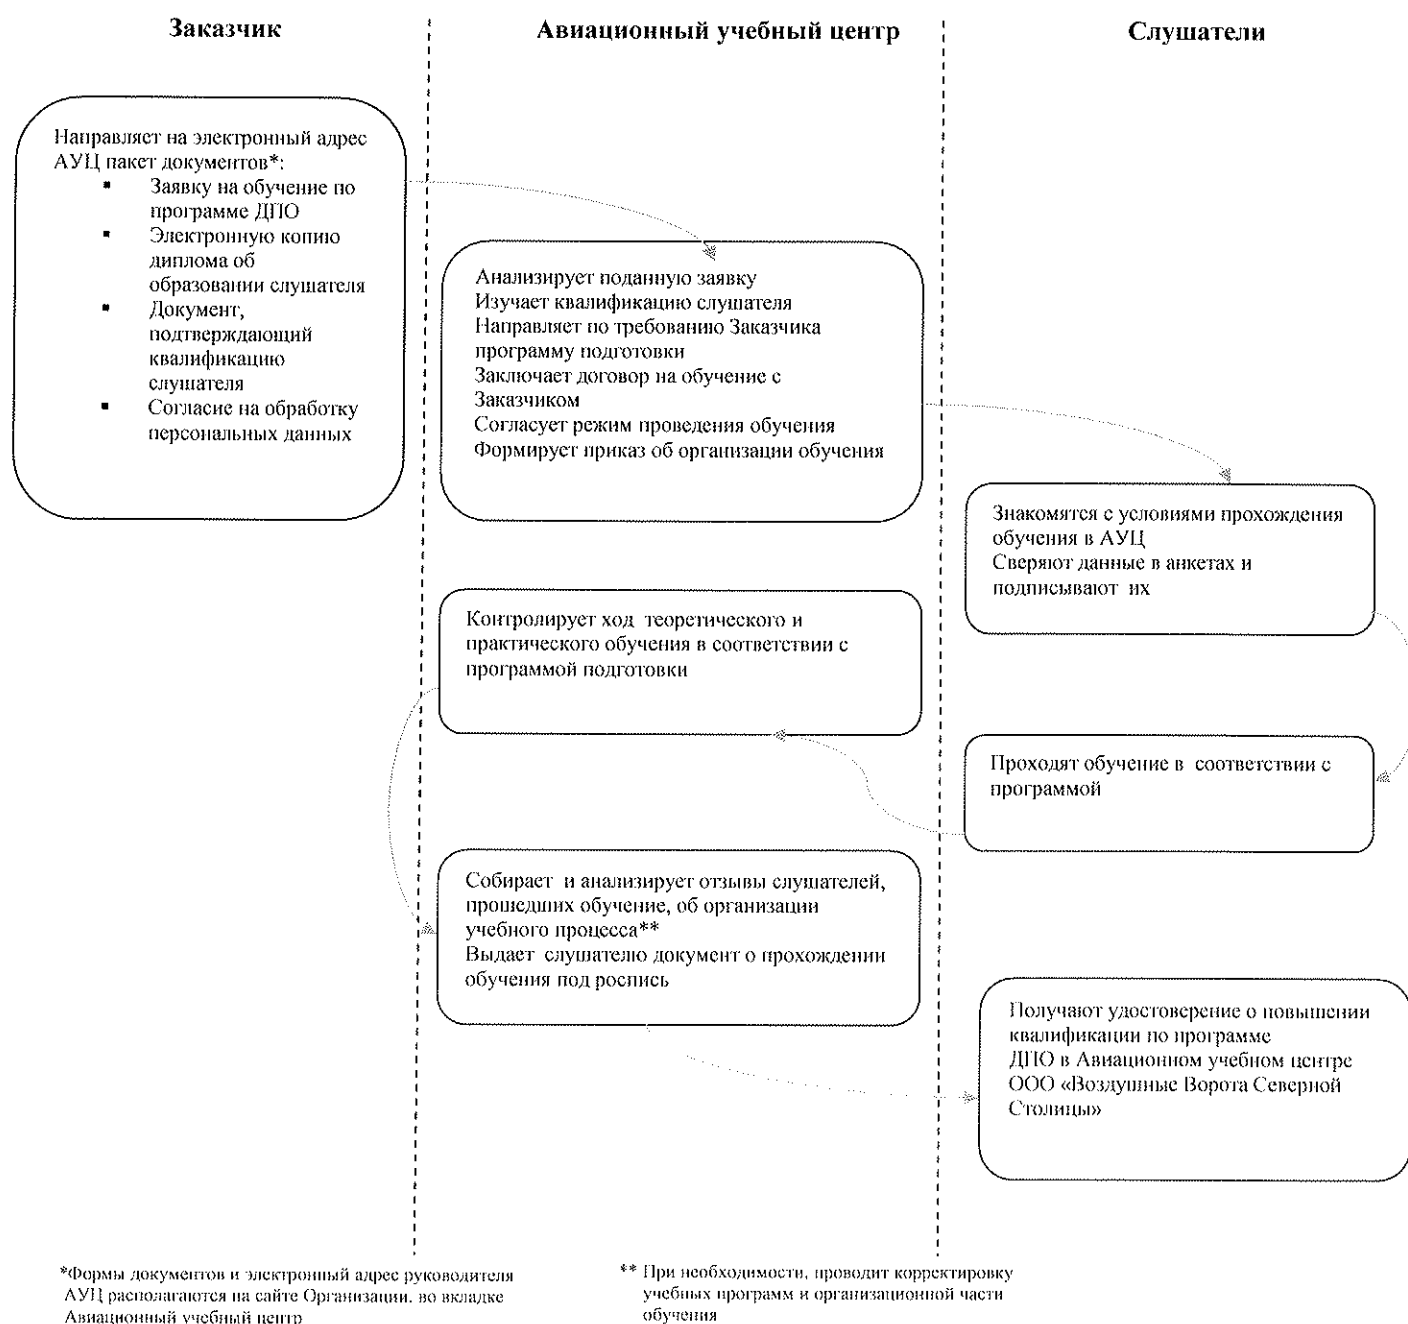 Заказчик
Авиационный учебный центр
Слушатели
Направляет на электронный адрес
АУЦ пакет документов*:
▪ Заявку на обучение по
программе ДПО
▪ Электронную копию
диплома об
образовании слушателя
▪ Документ,
подтверждающий
квалификацию
слушателя
▪ Согласие на обработку
персональных данных
Анализирует поданную заявку
Изучает квалификацию слушателя
Направляет по требованию Заказчика
программу подготовки
Заключает договор на обучение с
Заказчиком
Согласует режим проведения обучения
Формирует приказ об организации обучения
Знакомятся с условиями прохождения
обучения в АУЦ
Сверяют данные в анкетах и
подписывают их
Контролирует ход теоретического и
практического обучения в соответствии с
программой подготовки
Проходят обучение в соответствии с
программой
Собирает и анализирует отзывы слушателей,
прошедших обучение, об организации
учебного процесса**
Выдает слушателю документ о прохождении
обучения под роспись
Получают удостоверение о повышении
квалификации по программе
ДПО в Авиационном учебном центре
ООО «Воздушные Ворота Северной
Столицы»
*Формы документов и электронный адрес руководителя
АУЦ располагаются на сайте Организации, во вкладке
Авиационный учебный центр
** При необходимости, проводит корректировку
учебных программ и организационной части
обучения